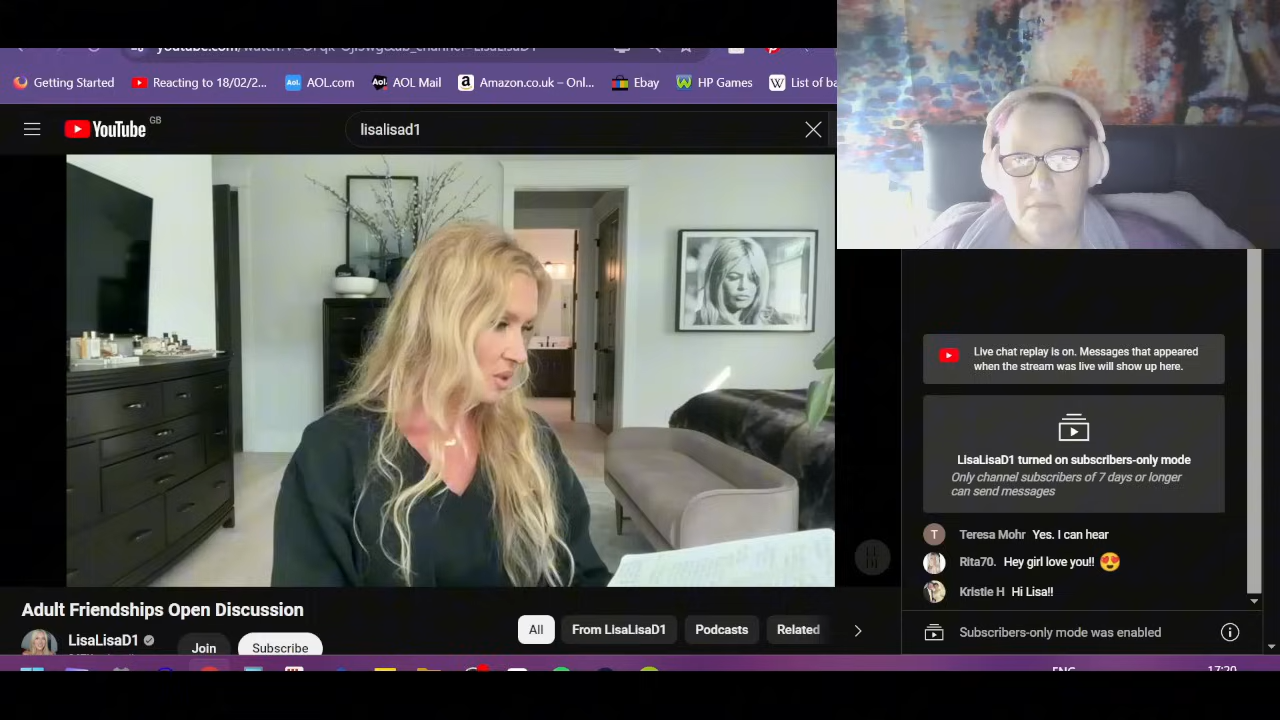 Getting Started
Reacting to 18/02/2...
AOL.com
AOL Mail
Amazon.co.uk – Onl...
Ebay
HP Games
List of ba
YouTube GB
lisalisad1
Live chat replay is on. Messages that appeared
when the stream was live will show up here.
LisaLisaD1 turned on subscribers-only mode
Only channel subscribers of 7 days or longer
can send messages
T Teresa Mohr Yes. I can hear
Rita70. Hey girl love you!!
Kristie H Hi Lisa!!
Subscribers-only mode was enabled
Adult Friendships Open Discussion
LisaLisaD1
Join
Subscribe
All
From LisaLisaD1
Podcasts
Related
ENG
17:20